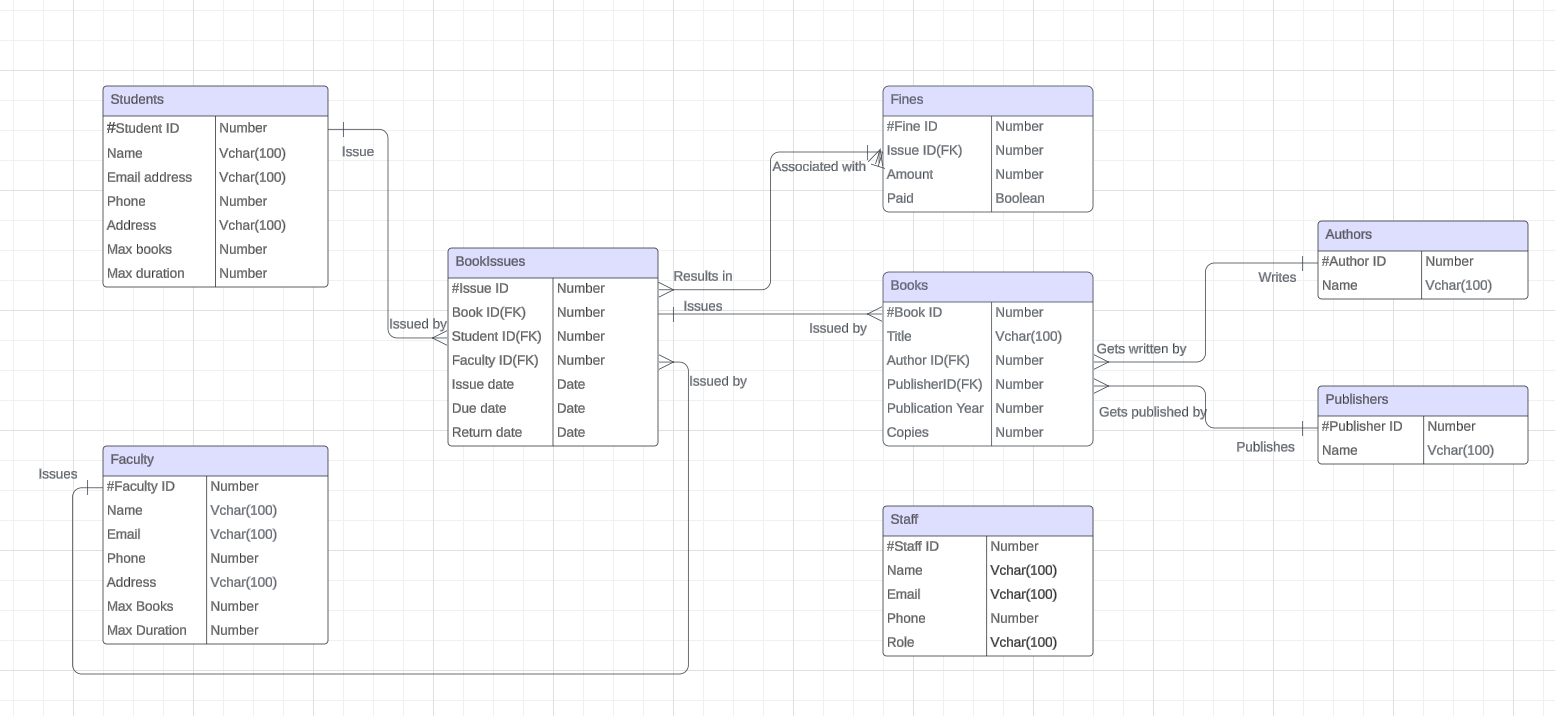 Students
#Student ID Number
Name Vchar(100)
Email address Vchar(100)
Phone Number
Address Vchar(100)
Max books Number
Max duration Number
Issue
Issued by
BookIssues
#Issue ID Number
Book ID(FK) Number
Student ID(FK) Number
Faculty ID(FK) Number
Issue date Date
Due date Date
Return date Date
Results in
Associated with
Issues
Issued by
Issued by
Fines
#Fine ID Number
Issue ID(FK) Number
Amount Number
Paid Boolean
Books
#Book ID Number
Title Vchar(100)
Author ID(FK) Number
PublisherID(FK) Number
Publication Year Number
Copies Number
Gets written by
Writes
Gets published by
Publishes
Authors
#Author ID Number
Name Vchar(100)
Publishers
#Publisher ID Number
Name Vchar(100)
Issues
Faculty
#Faculty ID Number
Name Vchar(100)
Email Vchar(100)
Phone Number
Address Vchar(100)
Max Books Number
Max Duration Number
Staff
#Staff ID Number
Name Vchar(100)
Email Vchar(100)
Phone Number
Role Vchar(100)